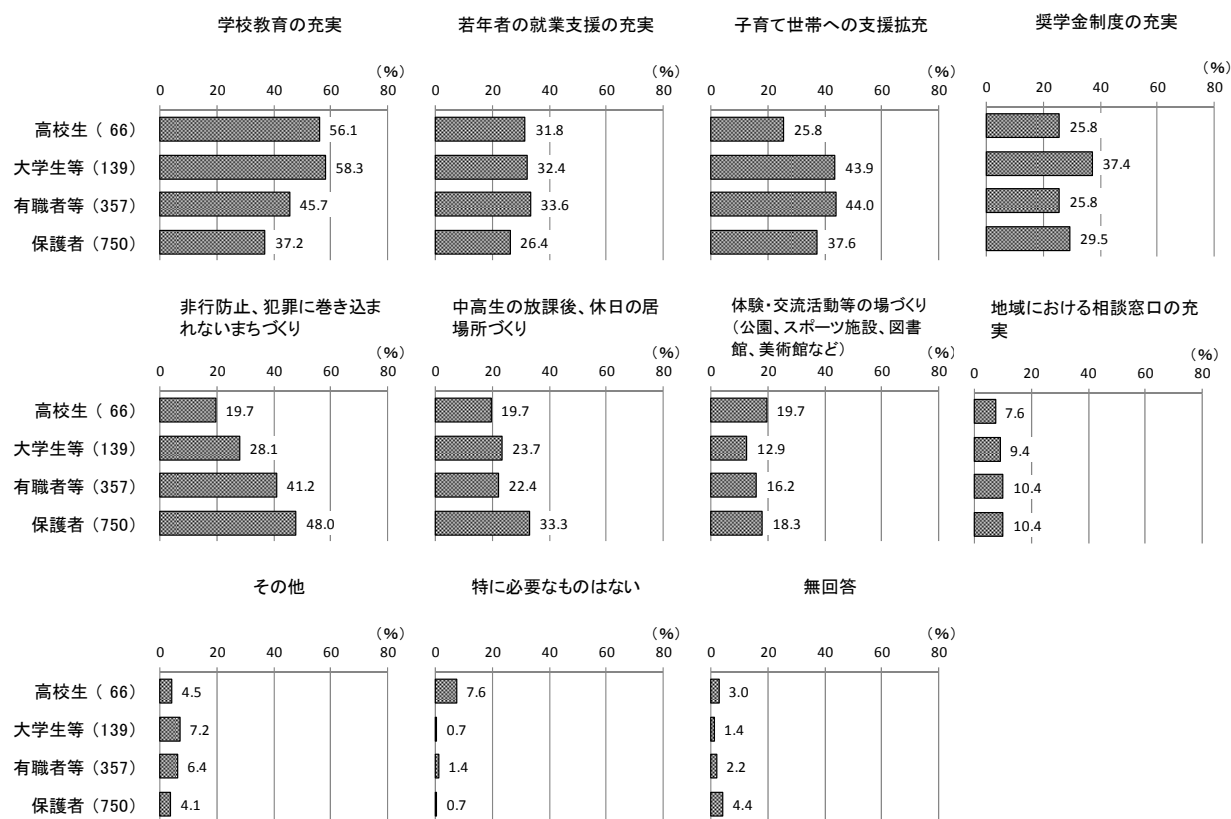 学校教育の充実
若年者の就業支援の充実
子育て世帯への支援拡充
奨学金制度の充実
(%)
(%)
(%)
(%)
0 20 40 60 80
0 20 40 60 80
0 20 40 60 80
0 20 40 60 80
高校生 ( 66) 56.1 31.8 25.8 25.8
大学生等 (139) 58.3 32.4 43.9 37.4
有職者等 (357) 45.7 33.6 44.0 25.8
保護者 (750) 37.2 26.4 37.6 29.5
非行防止、犯罪に巻き込ま
れないまちづくり
中高生の放課後、休日の居
場所づくり
体験・交流活動等の場づくり
(公園、スポーツ施設、図書
館、美術館など)
地域における相談窓口の充
実
(%)
(%)
(%)
(%)
0 20 40 60 80
0 20 40 60 80
0 20 40 60 80
0 20 40 60 80
高校生 ( 66) 19.7 19.7 19.7 7.6
大学生等 (139) 28.1 23.7 12.9 9.4
有職者等 (357) 41.2 22.4 16.2 10.4
保護者 (750) 48.0 33.3 18.3 10.4
その他
特に必要なものはない
無回答
(%)
(%)
(%)
0 20 40 60 80
0 20 40 60 80
0 20 40 60 80
高校生 ( 66) 4.5 7.6 3.0
大学生等 (139) 7.2 0.7 1.4
有職者等 (357) 6.4 1.4 2.2
保護者 (750) 4.1 0.7 4.4